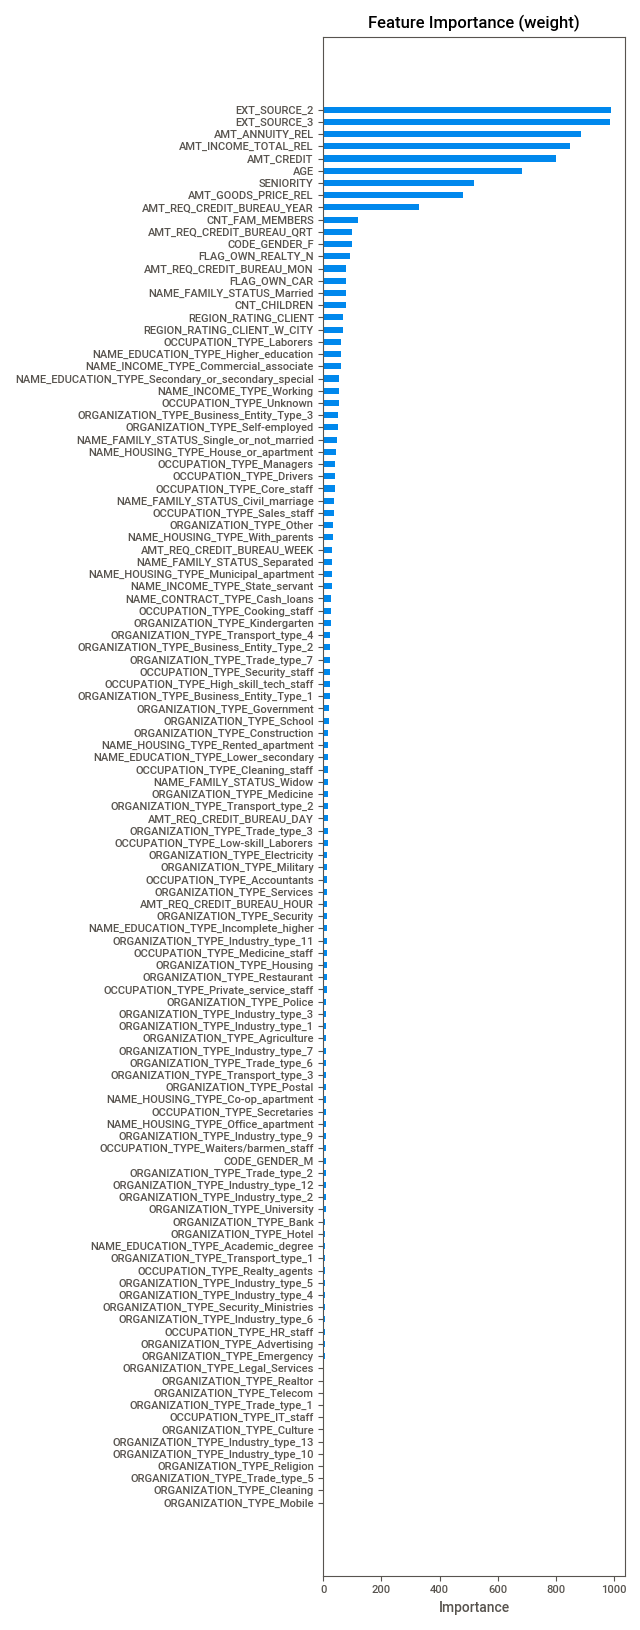 Feature Importance (weight)
EXT_SOURCE_2
EXT_SOURCE_3
AMT_ANNUITY_REL
AMT_INCOME_TOTAL_REL
AMT_CREDIT
AGE
SENIORITY
AMT_GOODS_PRICE_REL
AMT_REQ_CREDIT_BUREAU_YEAR
CNT_FAM_MEMBERS
AMT_REQ_CREDIT_BUREAU_QRT
CODE_GENDER_F
FLAG_OWN_REALTY_N
AMT_REQ_CREDIT_BUREAU_MON
FLAG_OWN_CAR
NAME_FAMILY_STATUS_Married
CNT_CHILDREN
REGION_RATING_CLIENT
REGION_RATING_CLIENT_W_CITY
OCCUPATION_TYPE_Laborers
NAME_EDUCATION_TYPE_Higher_education
NAME_INCOME_TYPE_Commercial_associate
NAME_EDUCATION_TYPE_Secondary_or_secondary_special
NAME_INCOME_TYPE_Working
OCCUPATION_TYPE_Unknown
ORGANIZATION_TYPE_Business_Entity_Type_3
ORGANIZATION_TYPE_Self-employed
NAME_FAMILY_STATUS_Single_or_not_married
NAME_HOUSING_TYPE_House_or_apartment
OCCUPATION_TYPE_Managers
OCCUPATION_TYPE_Drivers
OCCUPATION_TYPE_Core_staff
NAME_FAMILY_STATUS_Civil_marriage
OCCUPATION_TYPE_Sales_staff
ORGANIZATION_TYPE_Other
NAME_HOUSING_TYPE_With_parents
AMT_REQ_CREDIT_BUREAU_WEEK
NAME_FAMILY_STATUS_Separated
NAME_HOUSING_TYPE_Municipal_apartment
NAME_INCOME_TYPE_State_servant
NAME_CONTRACT_TYPE_Cash_loans
OCCUPATION_TYPE_Cooking_staff
ORGANIZATION_TYPE_Kindergarten
ORGANIZATION_TYPE_Transport_type_4
ORGANIZATION_TYPE_Business_Entity_Type_2
ORGANIZATION_TYPE_Trade_type_7
OCCUPATION_TYPE_Security_staff
OCCUPATION_TYPE_High_skill_tech_staff
ORGANIZATION_TYPE_Business_Entity_Type_1
ORGANIZATION_TYPE_Government
ORGANIZATION_TYPE_School
ORGANIZATION_TYPE_Construction
NAME_HOUSING_TYPE_Rented_apartment
NAME_EDUCATION_TYPE_Lower_secondary
OCCUPATION_TYPE_Cleaning_staff
NAME_FAMILY_STATUS_Widow
ORGANIZATION_TYPE_Medicine
ORGANIZATION_TYPE_Transport_type_2
AMT_REQ_CREDIT_BUREAU_DAY
ORGANIZATION_TYPE_Trade_type_3
OCCUPATION_TYPE_Low-skill_Laborers
ORGANIZATION_TYPE_Electricity
ORGANIZATION_TYPE_Military
OCCUPATION_TYPE_Accountants
ORGANIZATION_TYPE_Services
AMT_REQ_CREDIT_BUREAU_HOUR
ORGANIZATION_TYPE_Security
NAME_EDUCATION_TYPE_Incomplete_higher
ORGANIZATION_TYPE_Industry_type_11
OCCUPATION_TYPE_Medicine_staff
ORGANIZATION_TYPE_Housing
ORGANIZATION_TYPE_Restaurant
OCCUPATION_TYPE_Private_service_staff
ORGANIZATION_TYPE_Police
ORGANIZATION_TYPE_Industry_type_3
ORGANIZATION_TYPE_Industry_type_1
ORGANIZATION_TYPE_Agriculture
ORGANIZATION_TYPE_Industry_type_7
ORGANIZATION_TYPE_Trade_type_6
ORGANIZATION_TYPE_Transport_type_3
ORGANIZATION_TYPE_Postal
NAME_HOUSING_TYPE_Co-op_apartment
OCCUPATION_TYPE_Secretaries
NAME_HOUSING_TYPE_Office_apartment
ORGANIZATION_TYPE_Industry_type_9
OCCUPATION_TYPE_Waiters/barmen_staff
CODE_GENDER_M
ORGANIZATION_TYPE_Trade_type_2
ORGANIZATION_TYPE_Industry_type_12
ORGANIZATION_TYPE_Industry_type_2
ORGANIZATION_TYPE_University
ORGANIZATION_TYPE_Bank
ORGANIZATION_TYPE_Hotel
NAME_EDUCATION_TYPE_Academic_degree
ORGANIZATION_TYPE_Transport_type_1
OCCUPATION_TYPE_Realty_agents
ORGANIZATION_TYPE_Industry_type_5
ORGANIZATION_TYPE_Industry_type_4
ORGANIZATION_TYPE_Security_Ministries
ORGANIZATION_TYPE_Industry_type_6
OCCUPATION_TYPE_HR_staff
ORGANIZATION_TYPE_Advertising
ORGANIZATION_TYPE_Emergency
ORGANIZATION_TYPE_Legal_Services
ORGANIZATION_TYPE_Realtor
ORGANIZATION_TYPE_Telecom
ORGANIZATION_TYPE_Trade_type_1
OCCUPATION_TYPE_IT_staff
ORGANIZATION_TYPE_Culture
ORGANIZATION_TYPE_Industry_type_13
ORGANIZATION_TYPE_Industry_type_10
ORGANIZATION_TYPE_Religion
ORGANIZATION_TYPE_Trade_type_5
ORGANIZATION_TYPE_Cleaning
ORGANIZATION_TYPE_Mobile
0 200 400 600 800 1000
Importance